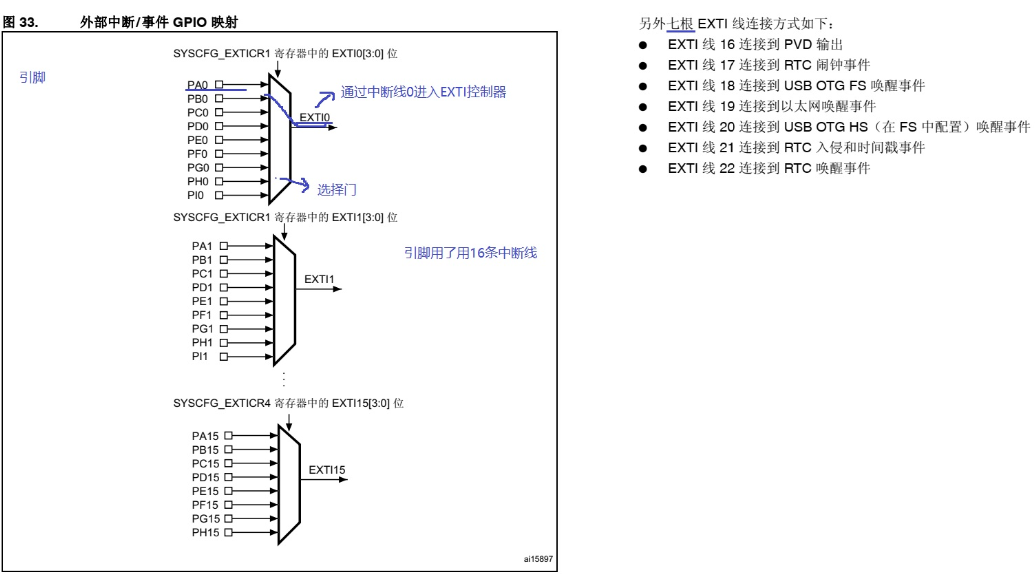 图 33. 外部中断/事件 GPIO 映射
SYSCFG_EXTICR1 寄存器中的 EXTI0[3:0] 位
引脚
PA0
PB0
PC0
PD0
PE0
PF0
PG0
PH0
PI0
EXTI0
通过中断线0进入EXTI控制器
选择门
SYSCFG_EXTICR1 寄存器中的 EXTI1[3:0] 位
引脚用了用16条中断线
PA1
PB1
PC1
PD1
PE1
PF1
PG1
PH1
PI1
EXTI1
SYSCFG_EXTICR4 寄存器中的 EXTI15[3:0] 位
PA15
PB15
PC15
PD15
PE15
PF15
PG15
PH15
EXTI15
ai15897
另外七根 EXTI 线连接方式如下：
● EXTI 线 16 连接到 PVD 输出
● EXTI 线 17 连接到 RTC 闹钟事件
● EXTI 线 18 连接到 USB OTG FS 唤醒事件
● EXTI 线 19 连接到以太网唤醒事件
● EXTI 线 20 连接到 USB OTG HS（在 FS 中配置）唤醒事件
● EXTI 线 21 连接到 RTC 入侵和时间戳事件
● EXTI 线 22 连接到 RTC 唤醒事件